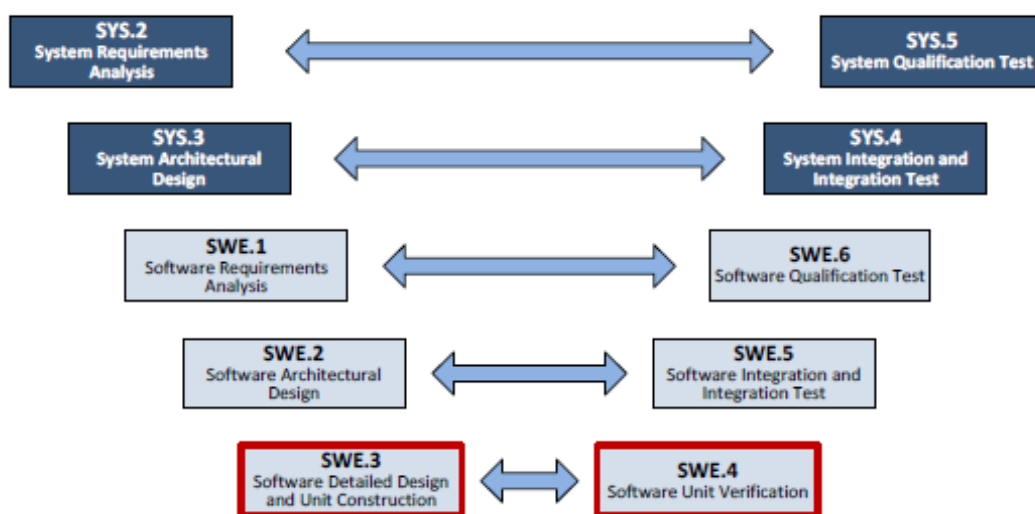 SYS.2
System Requirements
Analysis
SYS.5
System Qualification Test
SYS.3
System Architectural
Design
SYS.4
System Integration and
Integration Test
SWE.1
Software Requirements
Analysis
SWE.6
Software Qualification Test
SWE.2
Software Architectural
Design
SWE.5
Software Integration and
Integration Test
SWE.3
Software Detailed Design
and Unit Construction
SWE.4
Software Unit Verification